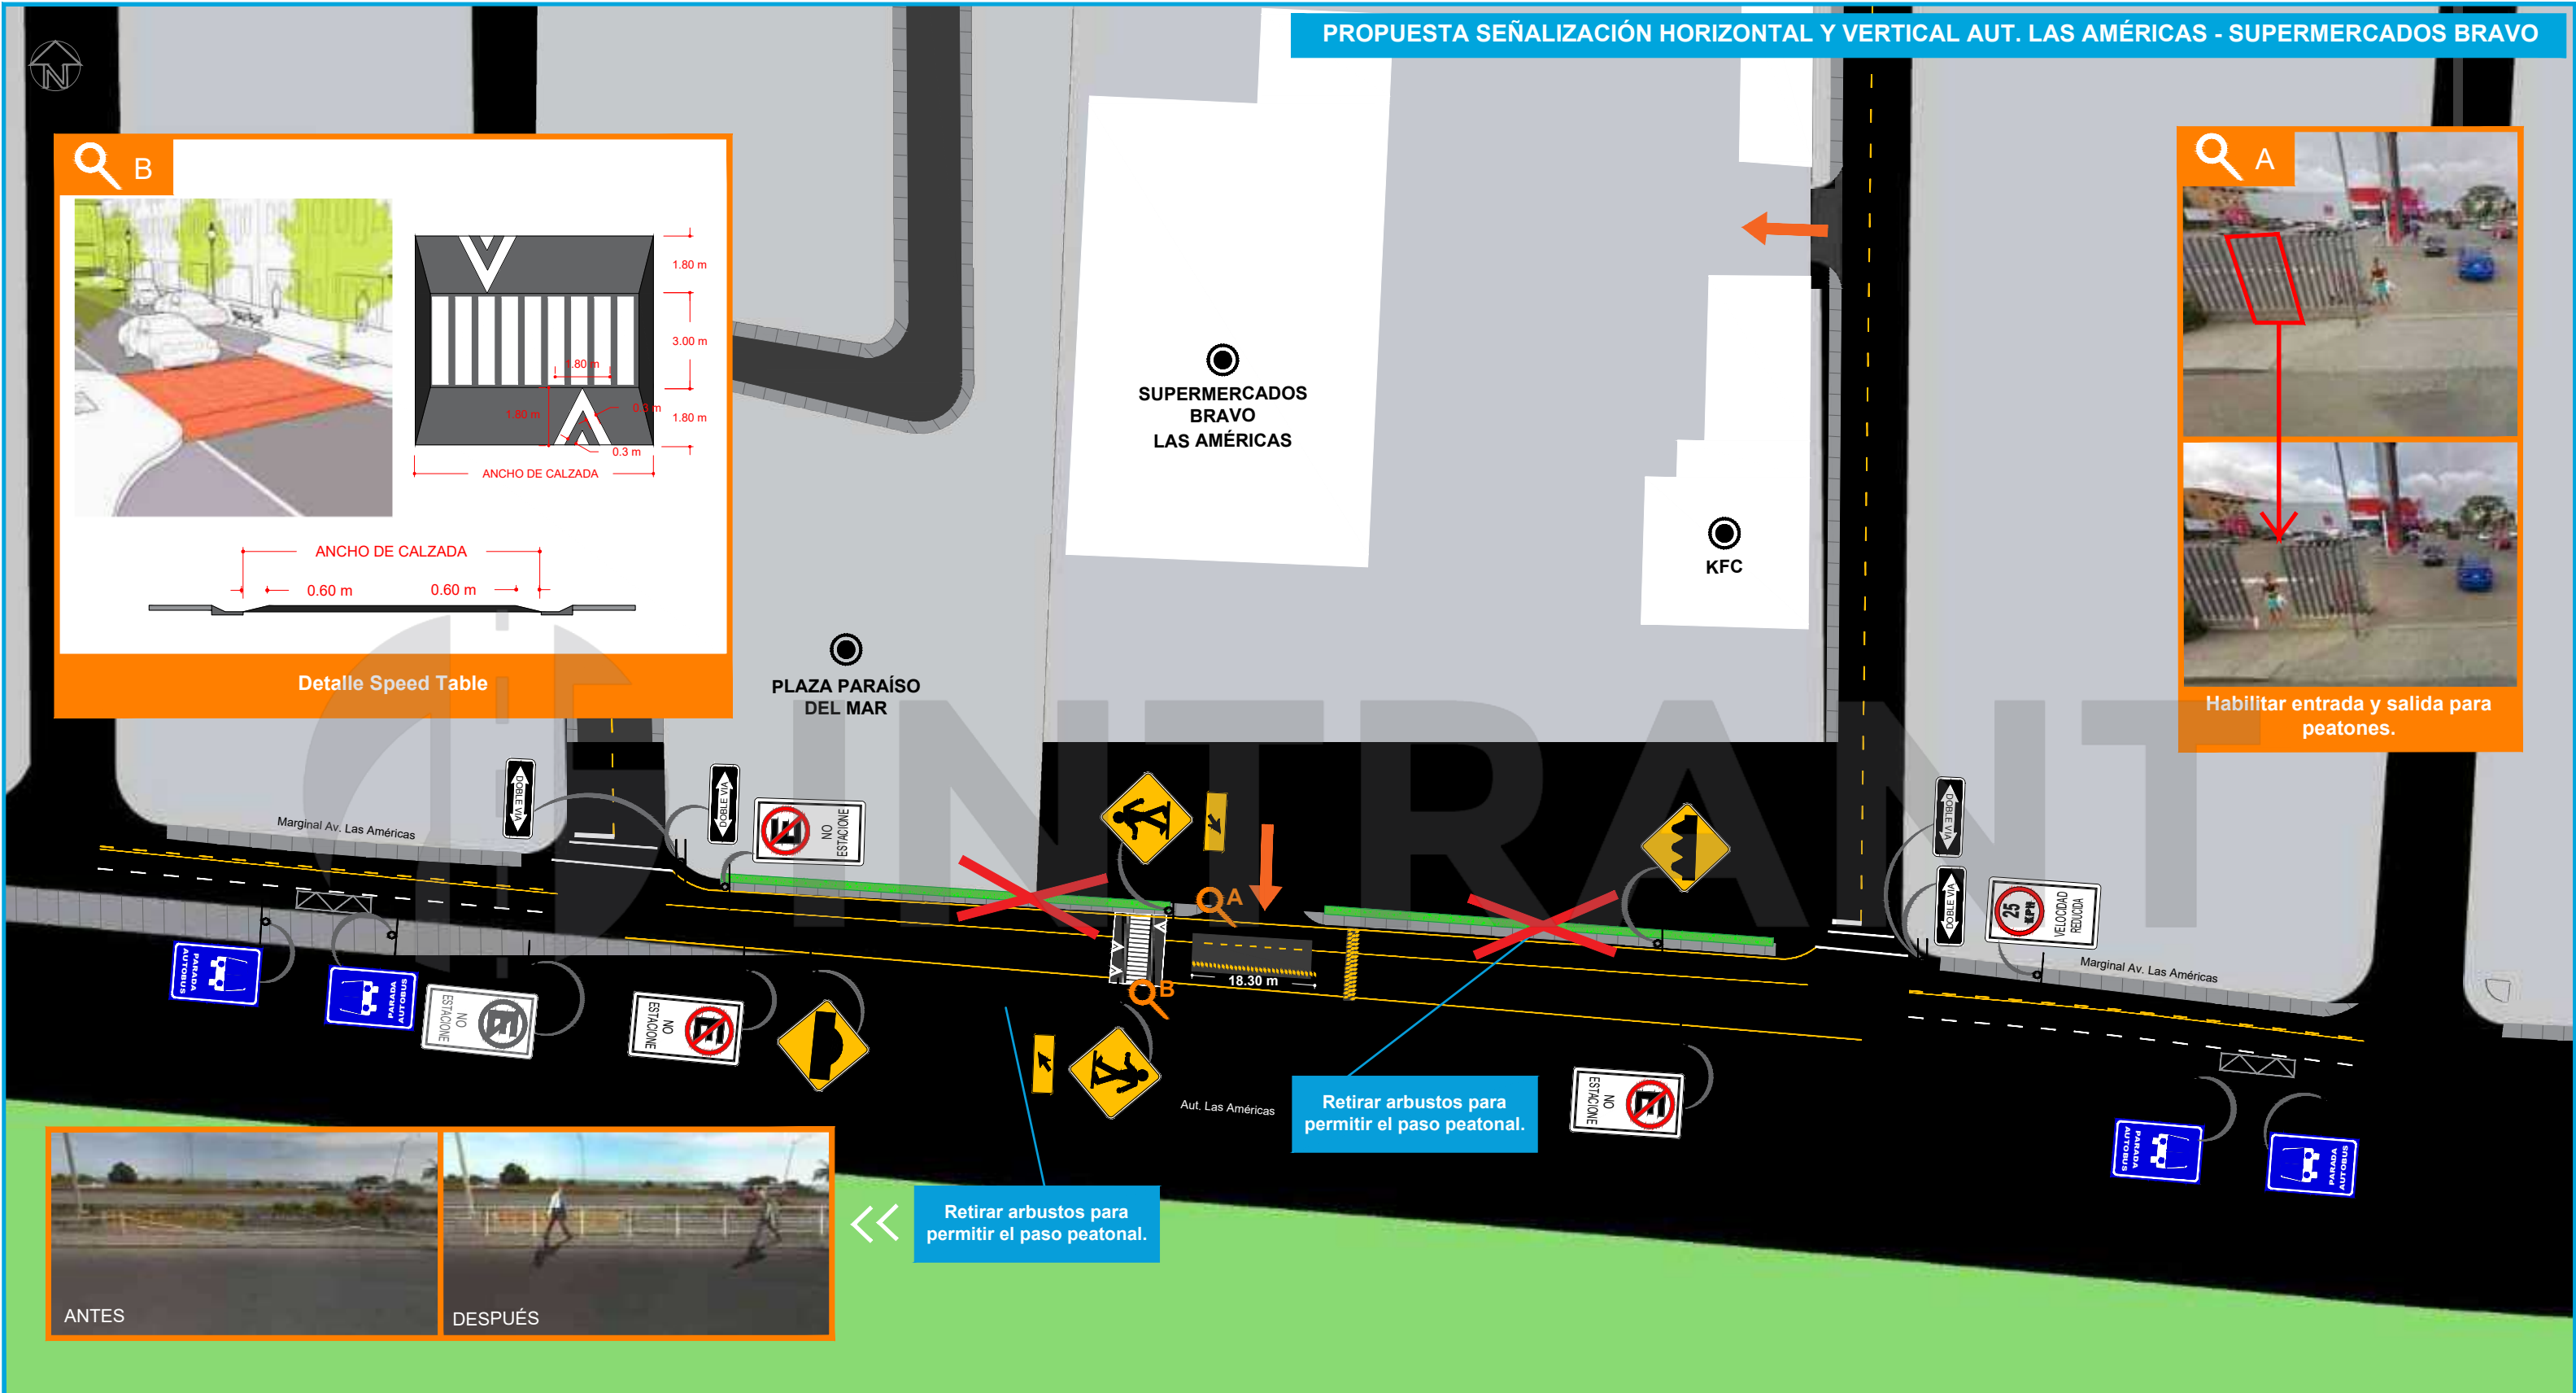 PROPUESTA SEÑALIZACIÓN HORIZONTAL Y VERTICAL AUT. LAS AMÉRICAS - SUPERMERCADOS BRAVO
N
B
1.80 m
3.00 m
1.80 m
1.80 m
1.80 m
0.3 m
0.3 m
ANCHO DE CALZADA
ANCHO DE CALZADA
0.60 m
0.60 m
Detalle Speed Table
A
Habilitar entrada y salida para
peatones.
SUPERMERCADOS
BRAVO
LAS AMÉRICAS
KFC
PLAZA PARAÍSO
DEL MAR
INTRANT
Marginal Av. Las Américas
DOBLE VIA
DOBLE VIA
E
NO
ESTACIONE
A
DOBLE VIA
DOBLE VIA
25
KPH
VELOCIDAD
REDUCIDA
Marginal Av. Las Américas
18.30 m
B
PARADA
AUTOBUS
PARADA
AUTOBUS
E
NO
ESTACIONE
E
NO
ESTACIONE
Aut. Las Américas
Retirar arbustos para
permitir el paso peatonal.
E
NO
ESTACIONE
PARADA
AUTOBUS
PARADA
AUTOBUS
Retirar arbustos para
permitir el paso peatonal.
ANTES
DESPUÉS